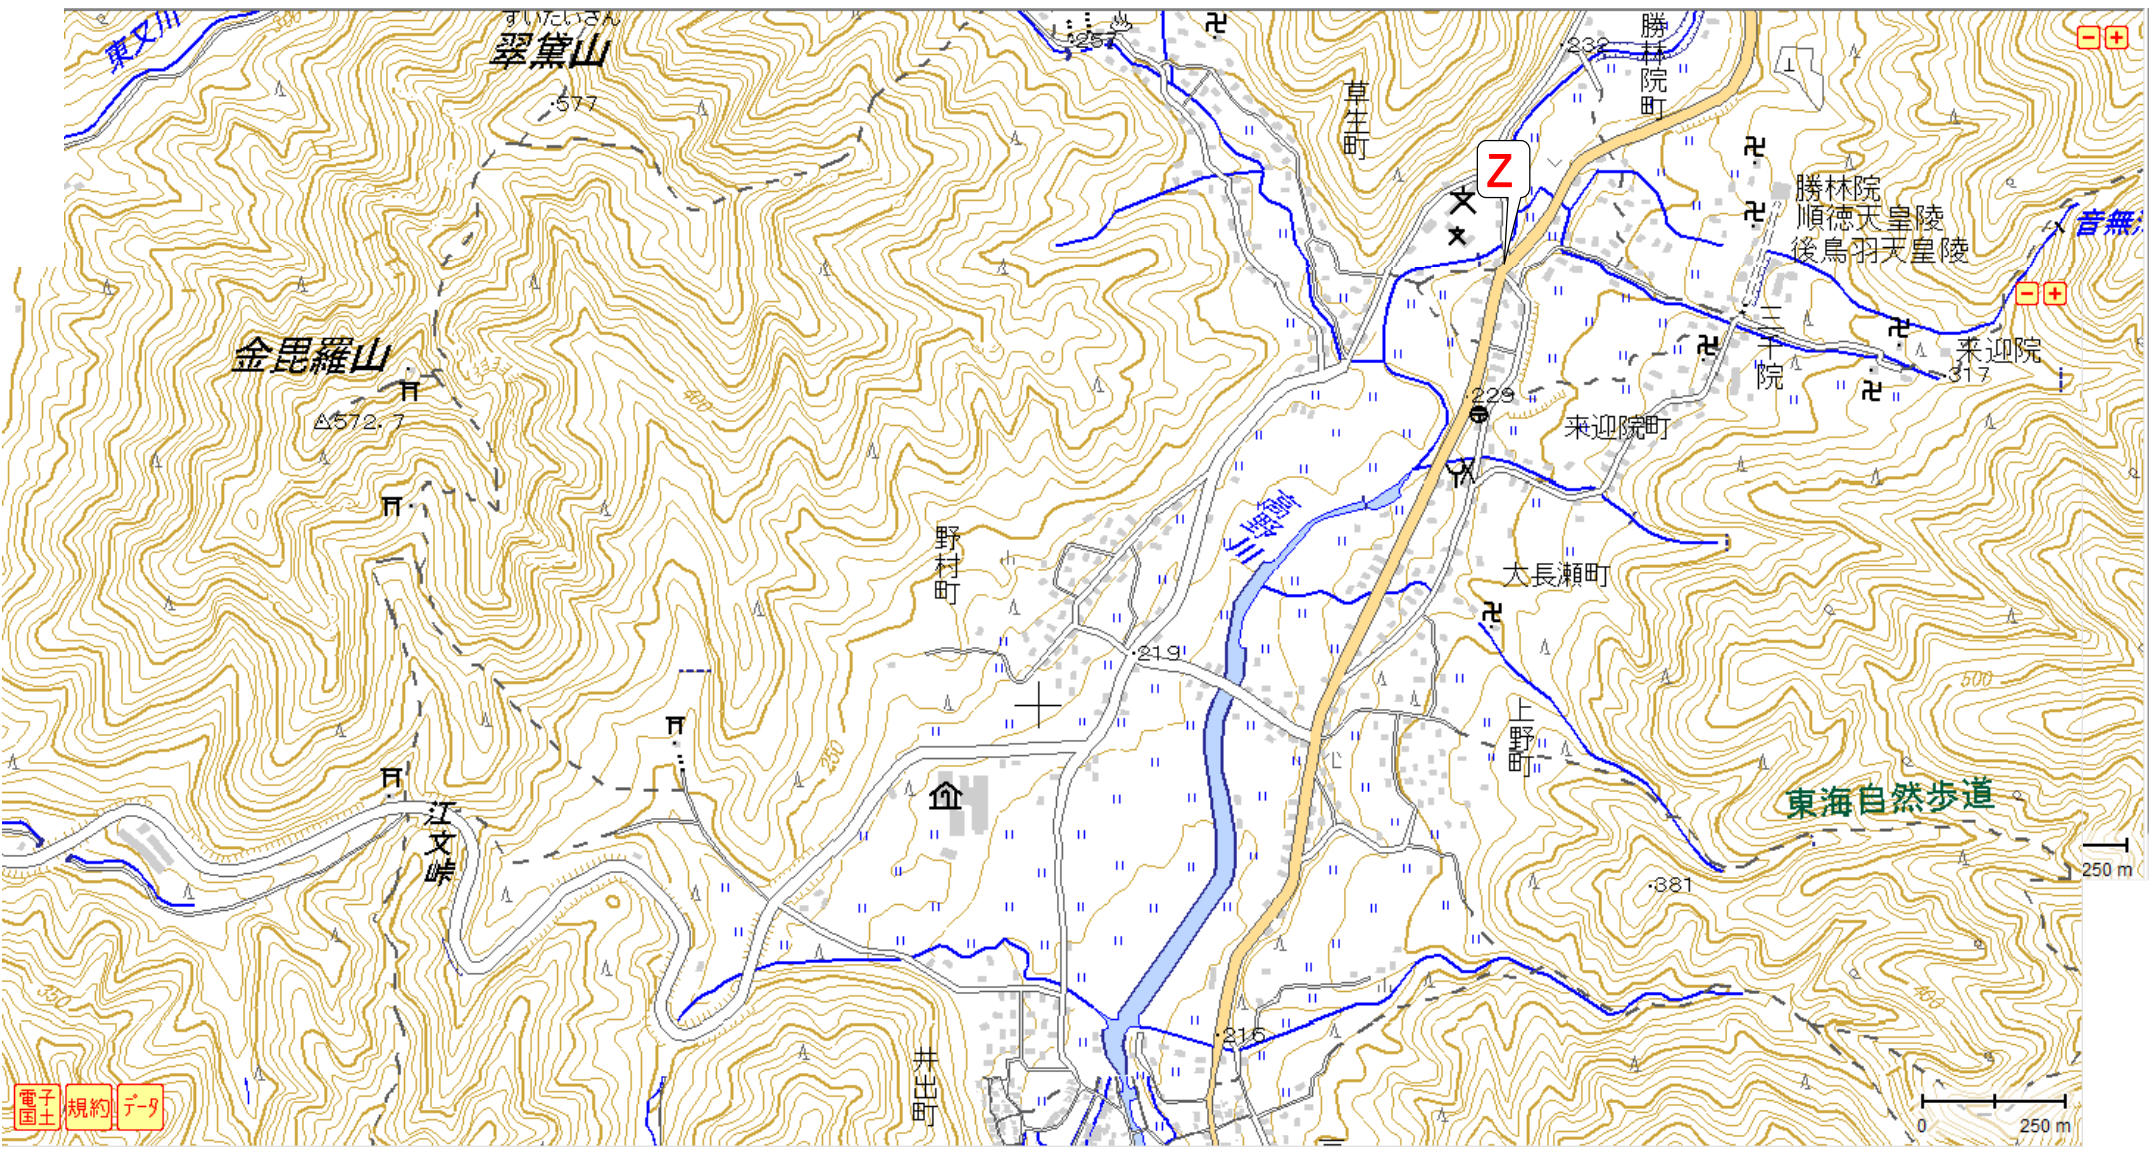 東又川
300
すいたいさん
翠黛山
・577
・257
草生町
・232
勝林院町
Z
勝林院
順徳天皇陵
後鳥羽天皇陵
音無
金毘羅山
572.7
400
三千院
来迎院
・317
・229
来迎院町
高野川
野村町
大長瀬町
・219
500
上野町
250
東海自然歩道
江文峠
250 m
・381
350
400
・216
井出町
電子国土
規約
データ
0
250 m